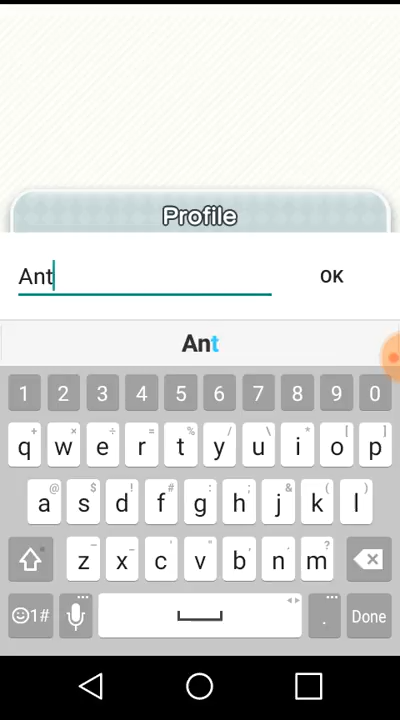 Profile
Ant
OK
Ant
1 2 3 4 5 6 7 8 9 0
+ × ÷ = % / \ * [ ]
q w e r t y u i o p
@ $ ! # : ; & ( )
a s d f g h j k l
_ ' " , ?
z x c v b n m
1# . Done